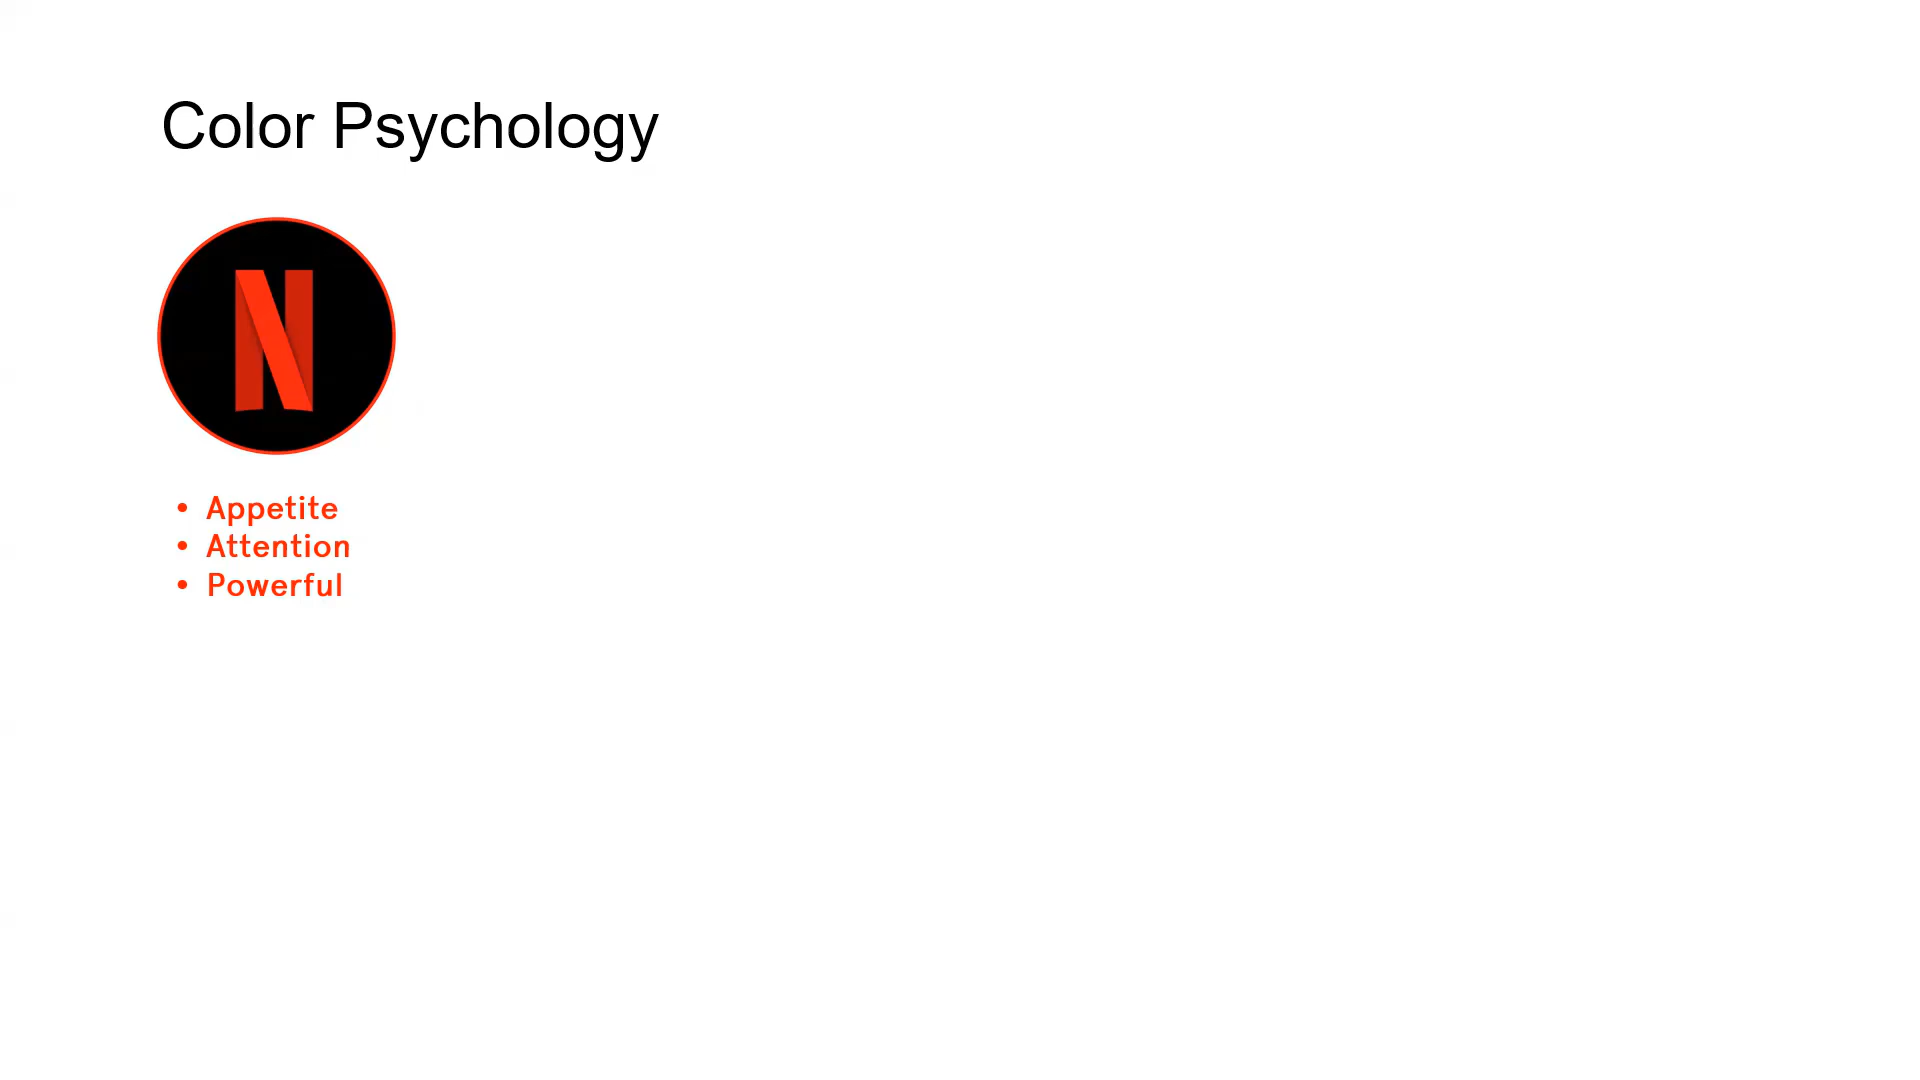 Color Psychology
N
• Appetite
• Attention
• Powerful